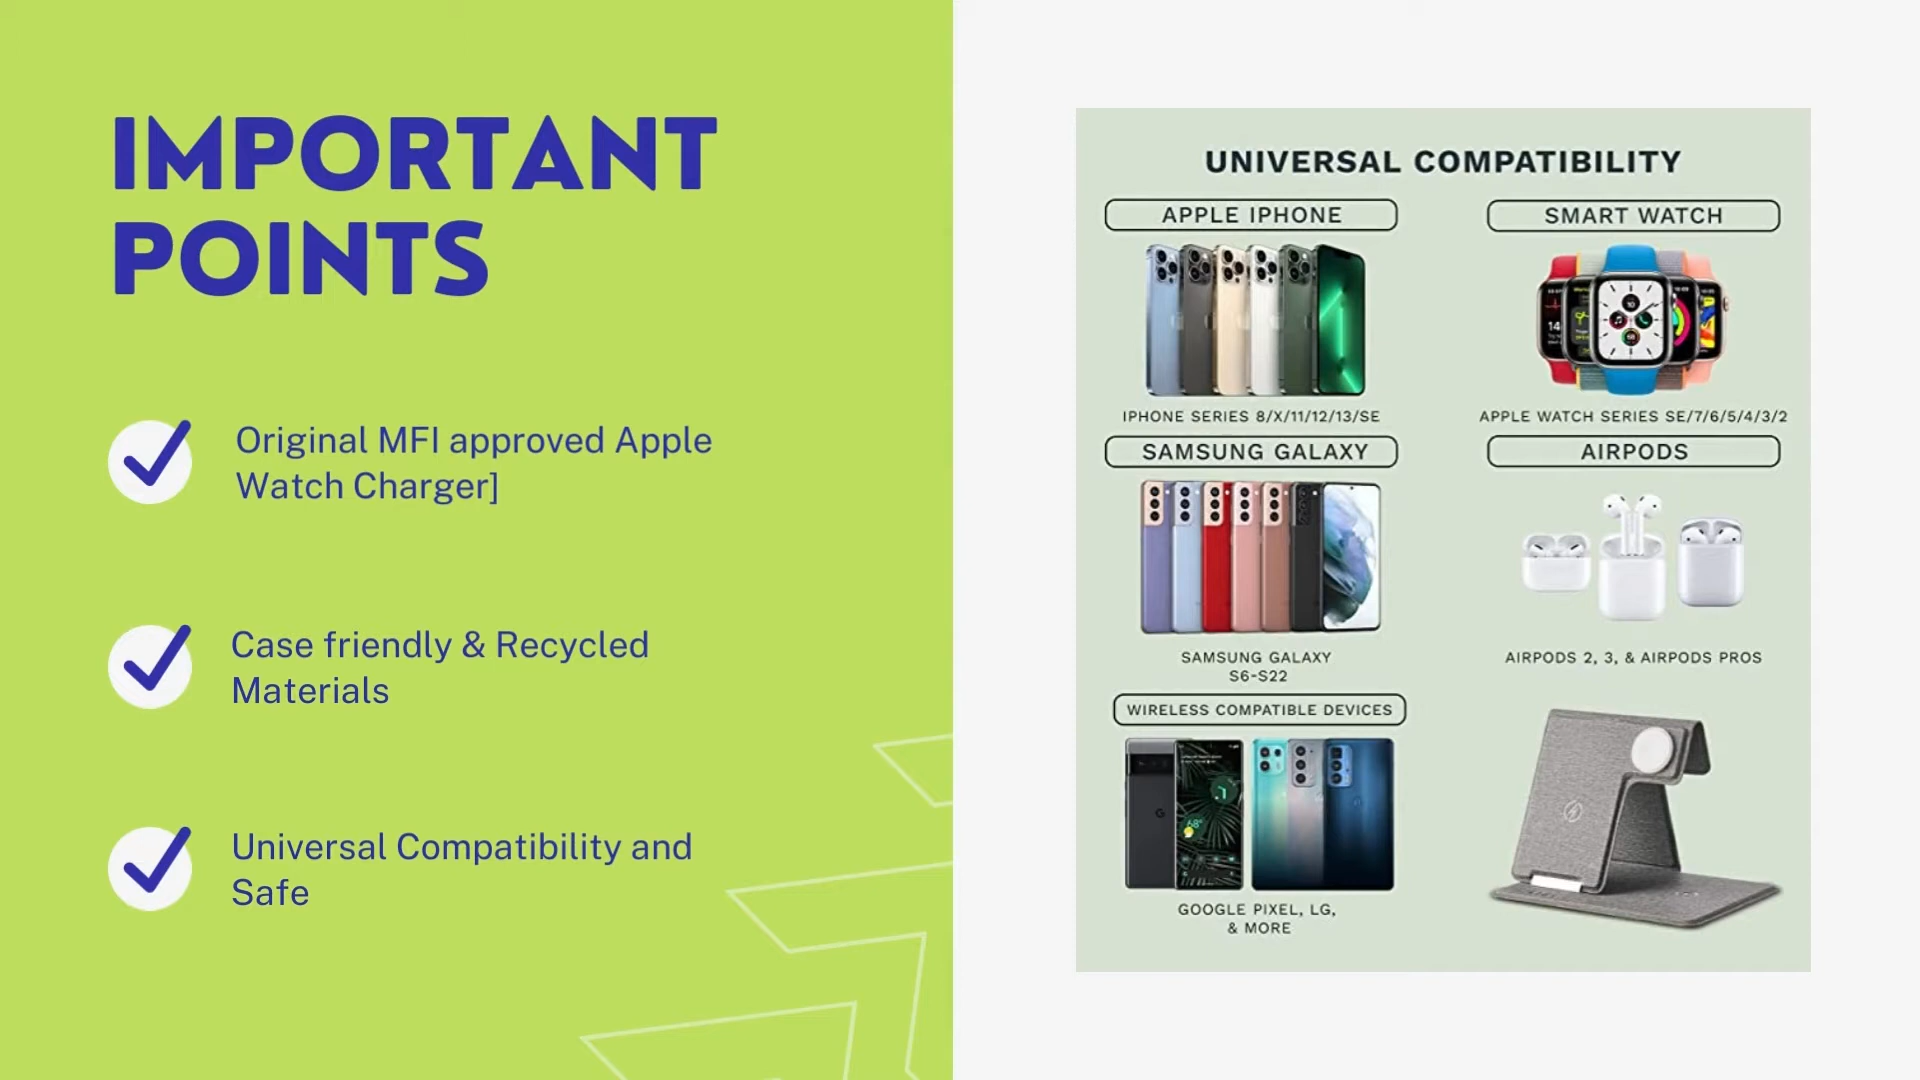 IMPORTANT
POINTS
Original MFI approved Apple
Watch Charger]
Case friendly & Recycled
Materials
Universal Compatibility and
Safe
UNIVERSAL COMPATIBILITY
APPLE IPHONE
IPHONE SERIES 8/X/11/12/13/SE
SMART WATCH
APPLE WATCH SERIES SE/7/6/5/4/3/2
SAMSUNG GALAXY
SAMSUNG GALAXY
S6-S22
AIRPODS
AIRPODS 2, 3, & AIRPODS PROS
WIRELESS COMPATIBLE DEVICES
GOOGLE PIXEL, LG,
& MORE